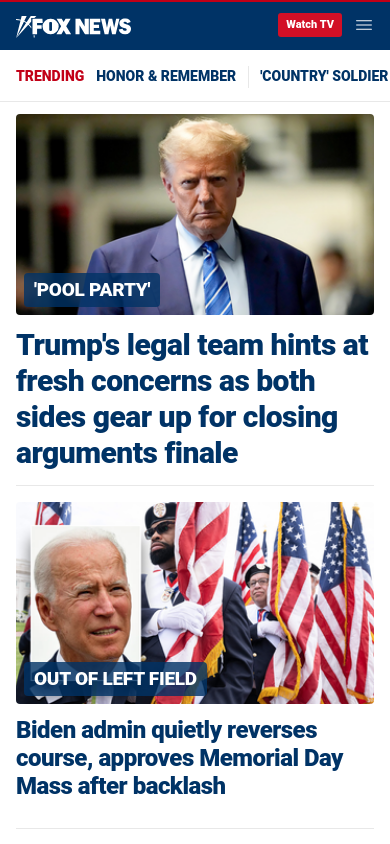 FOX NEWS
Watch TV
TRENDING HONOR & REMEMBER 'COUNTRY' SOLDIER
'POOL PARTY'
Trump's legal team hints at
fresh concerns as both
sides gear up for closing
arguments finale
OUT OF LEFT FIELD
Biden admin quietly reverses
course, approves Memorial Day
Mass after backlash